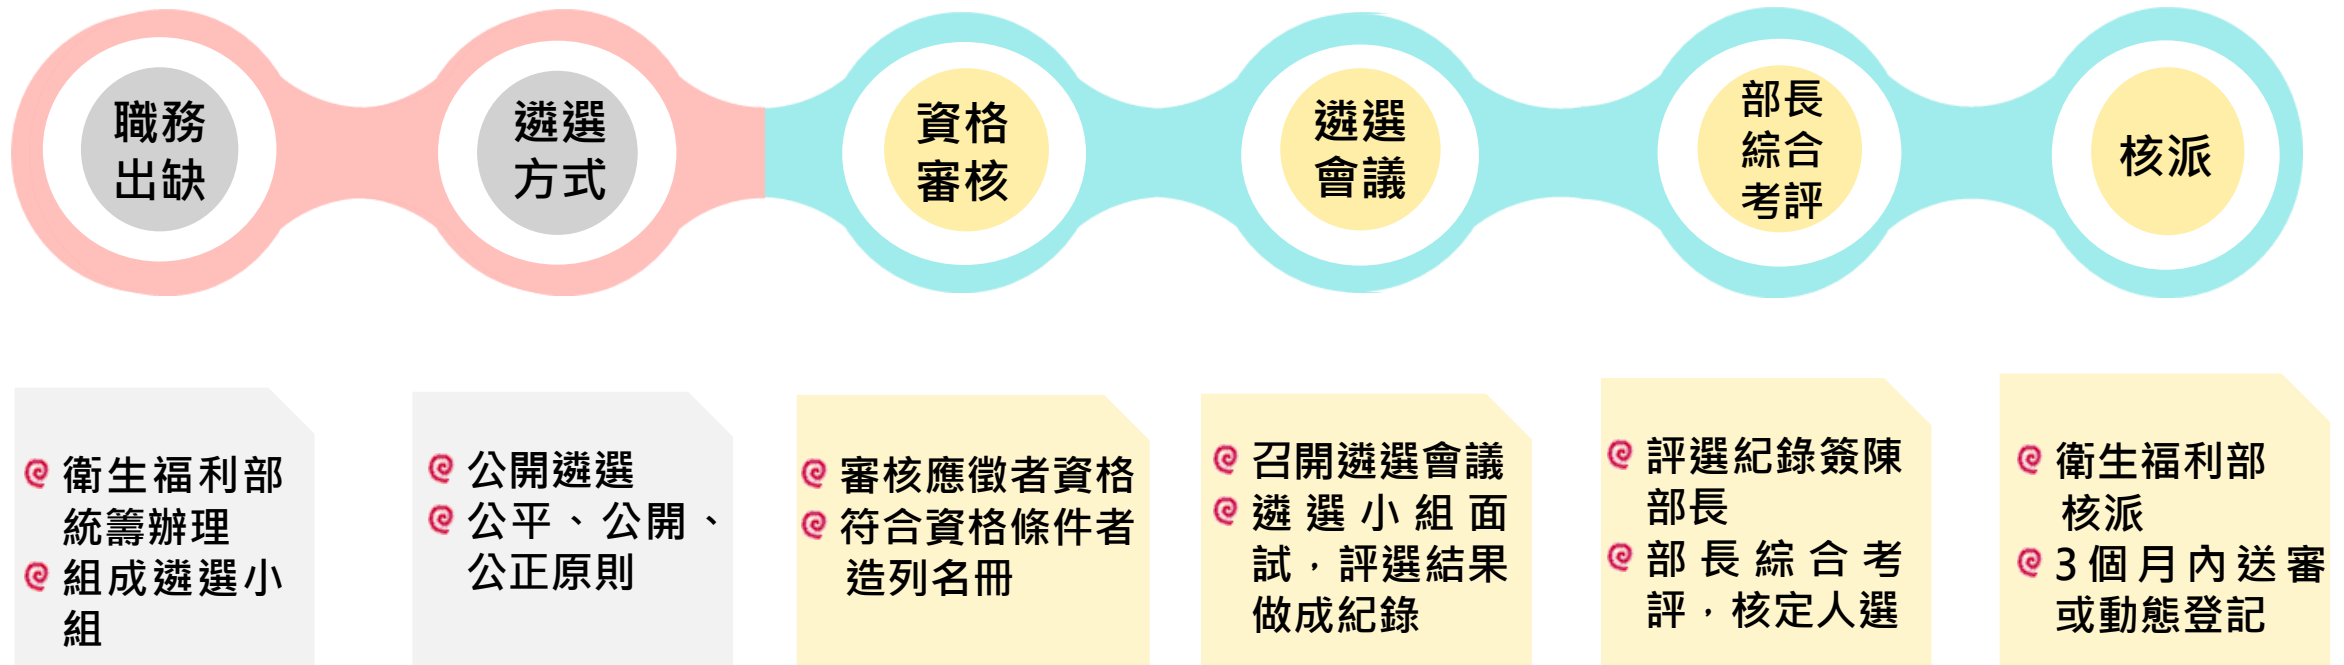 職務
出缺
遴選
方式
資格
審核
遴選
會議
部長
綜合
考評
核派
衛生福利部
統籌辦理
組成遴選小
組
公開遴選
公平、公開、
公正原則
審核應徵者資格
符合資格條件者
造列名冊
召開遴選會議
遴選小組面
試，評選結果
做成紀錄
評選紀錄簽陳
部長
部長綜合考
評，核定人選
衛生福利部
核派
3個月內送審
或動態登記